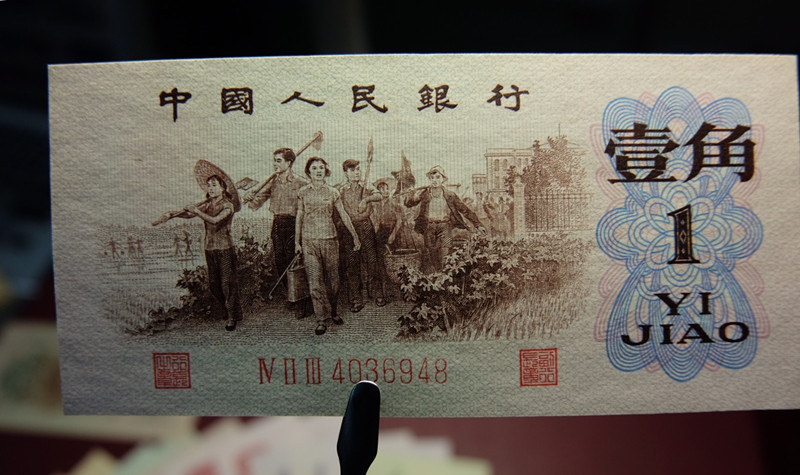 中國人民銀行
壹角
1
YI
JIAO
Ⅳ Ⅱ Ⅲ 4036948